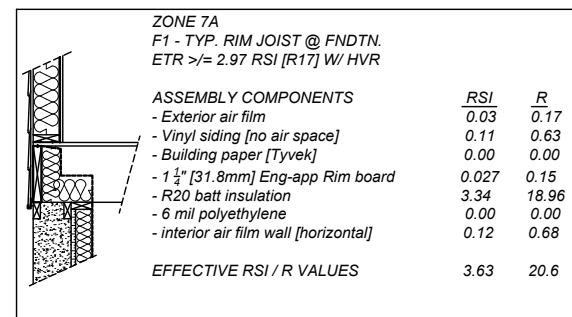 ZONE 7A
F1 - TYP. RIM JOIST @ FNDTN.
ETR >/= 2.97 RSI [R17] W/ HVR
ASSEMBLY COMPONENTS RSI R
- Exterior air film 0.03 0.17
- Vinyl siding [no air space] 0.11 0.63
- Building paper [Tyvek] 0.00 0.00
- 1 1/4" [31.8mm] Eng-app Rim board 0.027 0.15
- R20 batt insulation 3.34 18.96
- 6 mil polyethylene 0.00 0.00
- interior air film wall [horizontal] 0.12 0.68
EFFECTIVE RSI / R VALUES 3.63 20.6